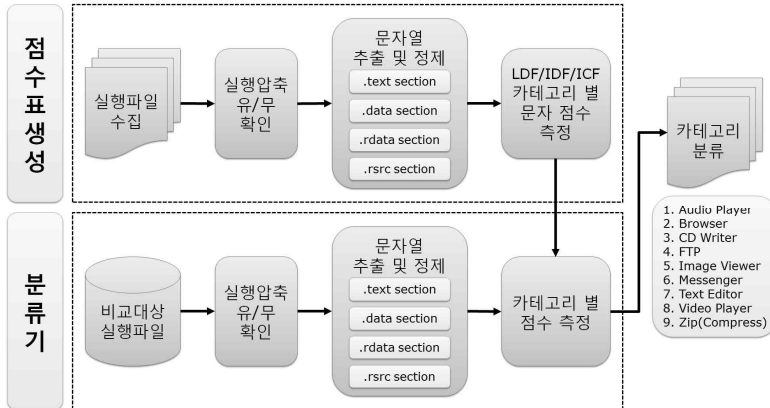 점
수
표
생
성
실행파일
수집
실행압축
유/무
확인
문자열
추출 및 정제
.text section
.data section
.rdata section
.rsrc section
LDF/IDF/ICF
카테고리 별
문자 점수
측정
카테고리
분류
1. Audio Player
2. Browser
3. CD Writer
4. FTP
5. Image Viewer
6. Messenger
7. Text Editor
8. Video Player
9. Zip(Compress)
분
류
기
비교대상
실행파일
실행압축
유/무
확인
문자열
추출 및 정제
.text section
.data section
.rdata section
.rsrc section
카테고리 별
점수 측정